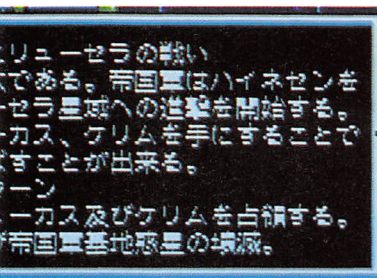 リューセラの戦い
である。帝国軍はハイネセンを
ーセラ星域への進撃を開始する。
ーカス、ケリムを手にすることで
すことが出来る。
ターン
ーカス及びケリムを占領する。
帝国軍基地惑星の壊滅。